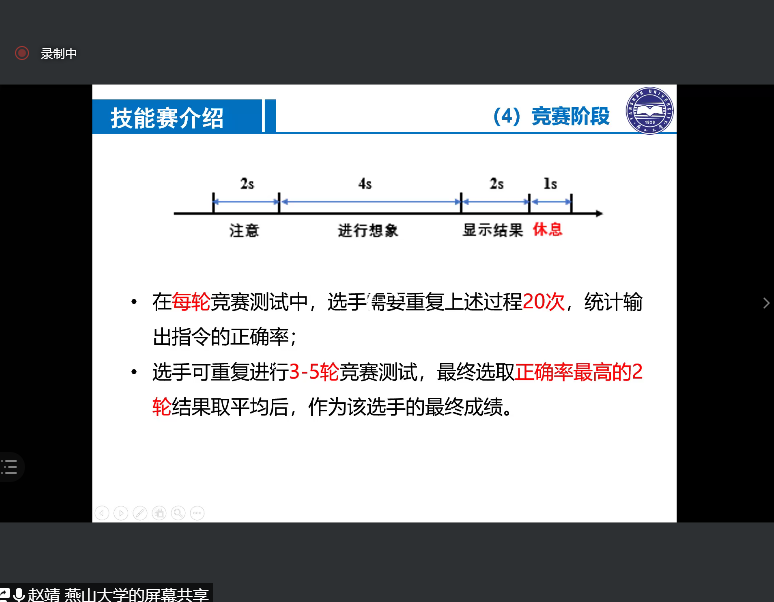 录制中
技能赛介绍
（4）竞赛阶段
2s 4s 2s 1s
注意 进行想象 显示结果 休息
• 在每轮竞赛测试中，选手需要重复上述过程20次，统计输
出指令的正确率；
• 选手可重复进行3-5轮竞赛测试，最终选取正确率最高的2
轮结果取平均后，作为该选手的最终成绩。
赵靖 燕山大学的屏幕共享